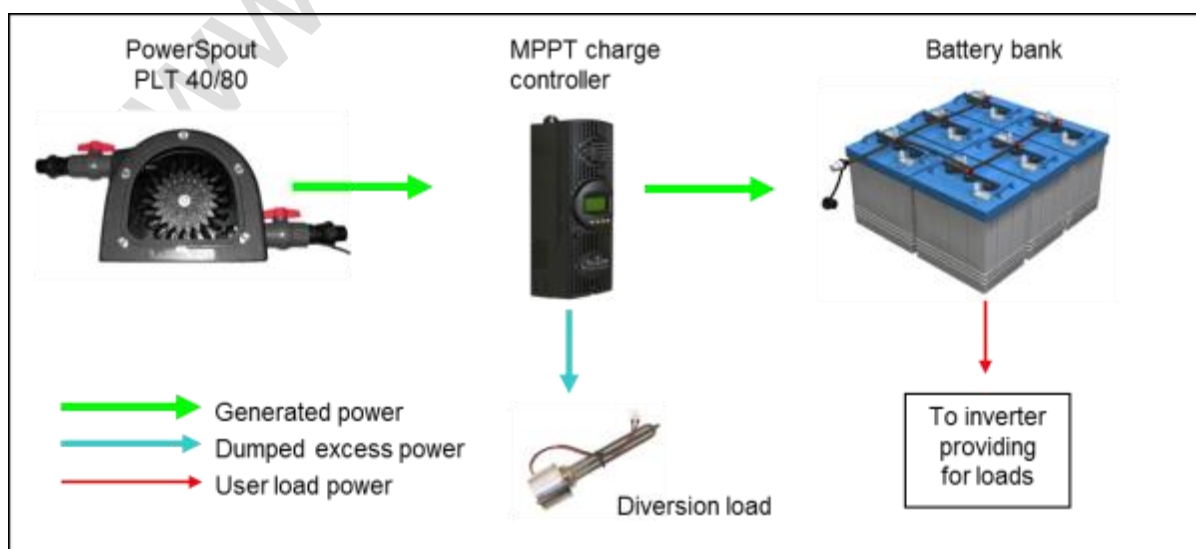 PowerSpout
PLT 40/80
MPPT charge
controller
Battery bank
Generated power
Dumped excess power
User load power
Diversion load
To inverter
providing
for loads